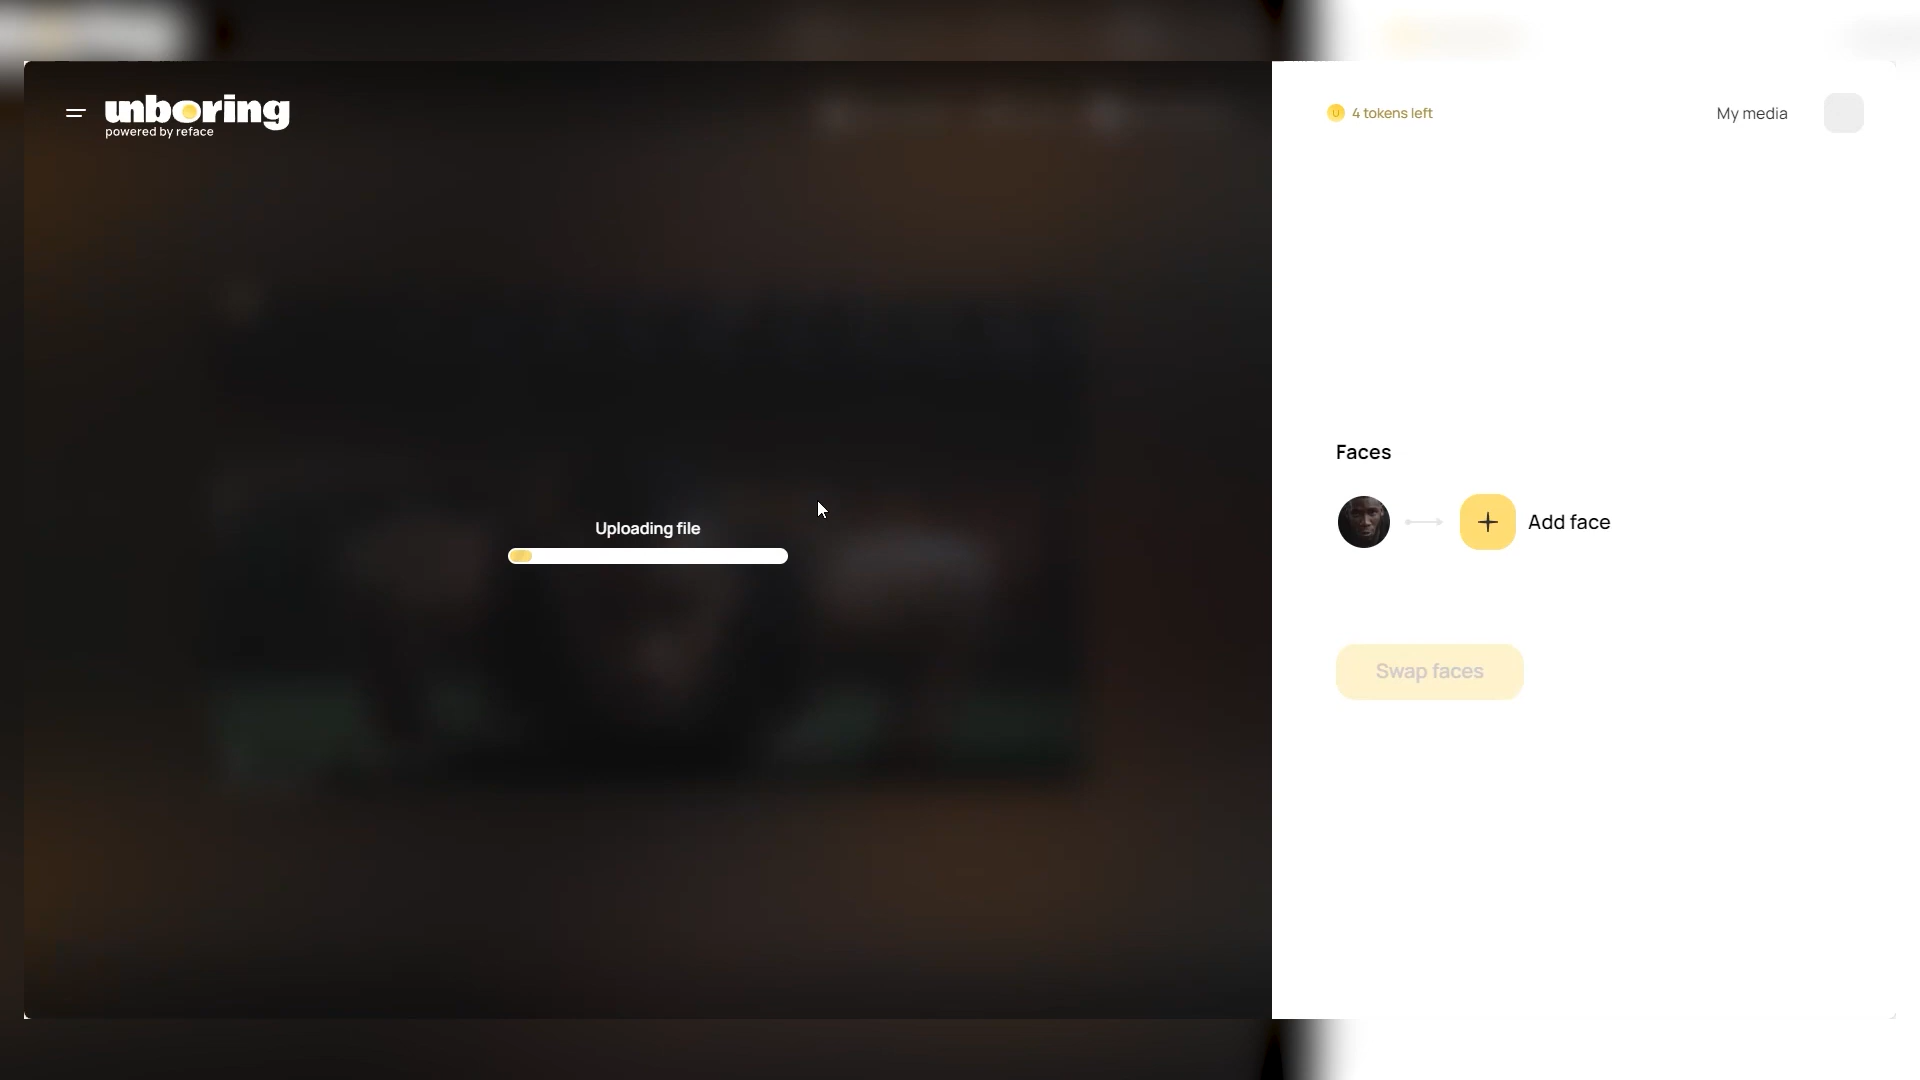 unboring
powered by reface
4 tokens left
My media
Uploading file
Faces
Add face
Swap faces